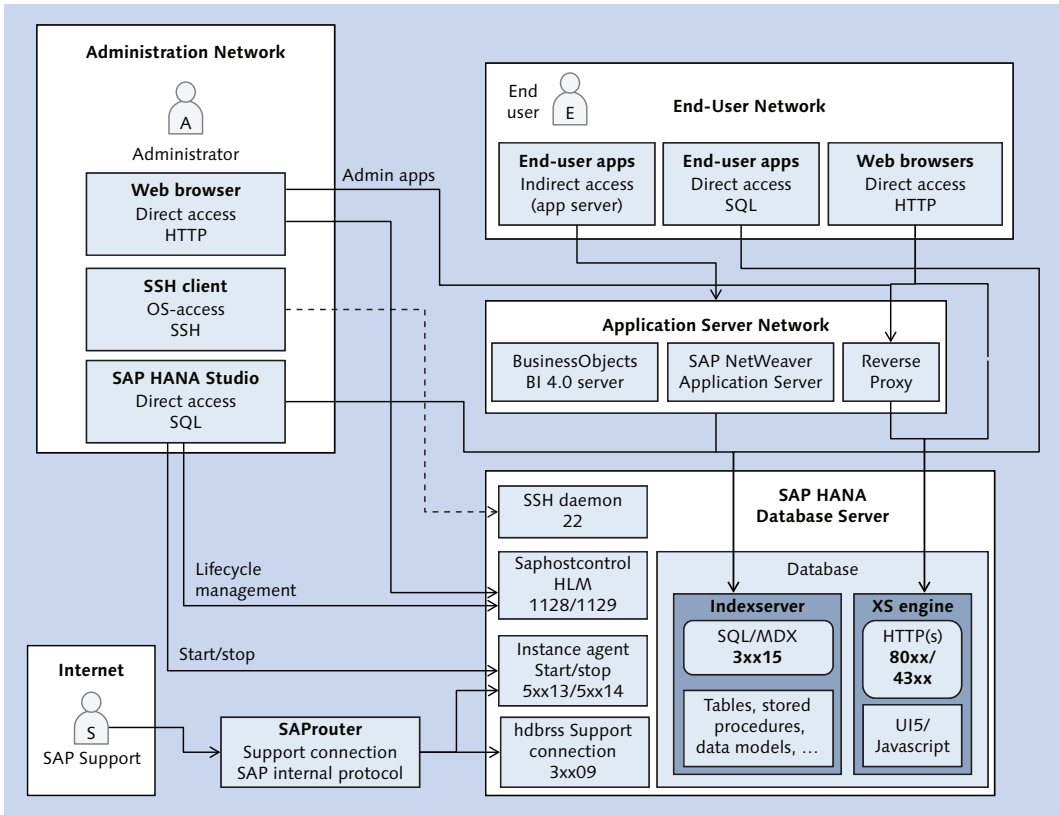 Administration Network
A
Administrator
Web browser
Direct access
HTTP
SSH client
OS-access
SSH
SAP HANA Studio
Direct access
SQL
Admin apps
End
user
E
End-User Network
End-user apps
Indirect access
(app server)
End-user apps
Direct access
SQL
Web browsers
Direct access
HTTP
Application Server Network
BusinessObjects
BI 4.0 server
SAP NetWeaver
Application Server
Reverse
Proxy
SAP HANA
Database Server
SSH daemon
22
Saphostcontrol
HLM
1128/1129
Instance agent
Start/stop
5xx13/5xx14
hdbrss Support
connection
3xx09
Database
Indexserver
SQL/MDX
3xx15
Tables, stored
procedures,
data models, ...
XS engine
HTTP(s)
80xx/
43xx
UI5/
Javascript
Lifecycle
management
Start/stop
Internet
S
SAP Support
SAProuter
Support connection
SAP internal protocol